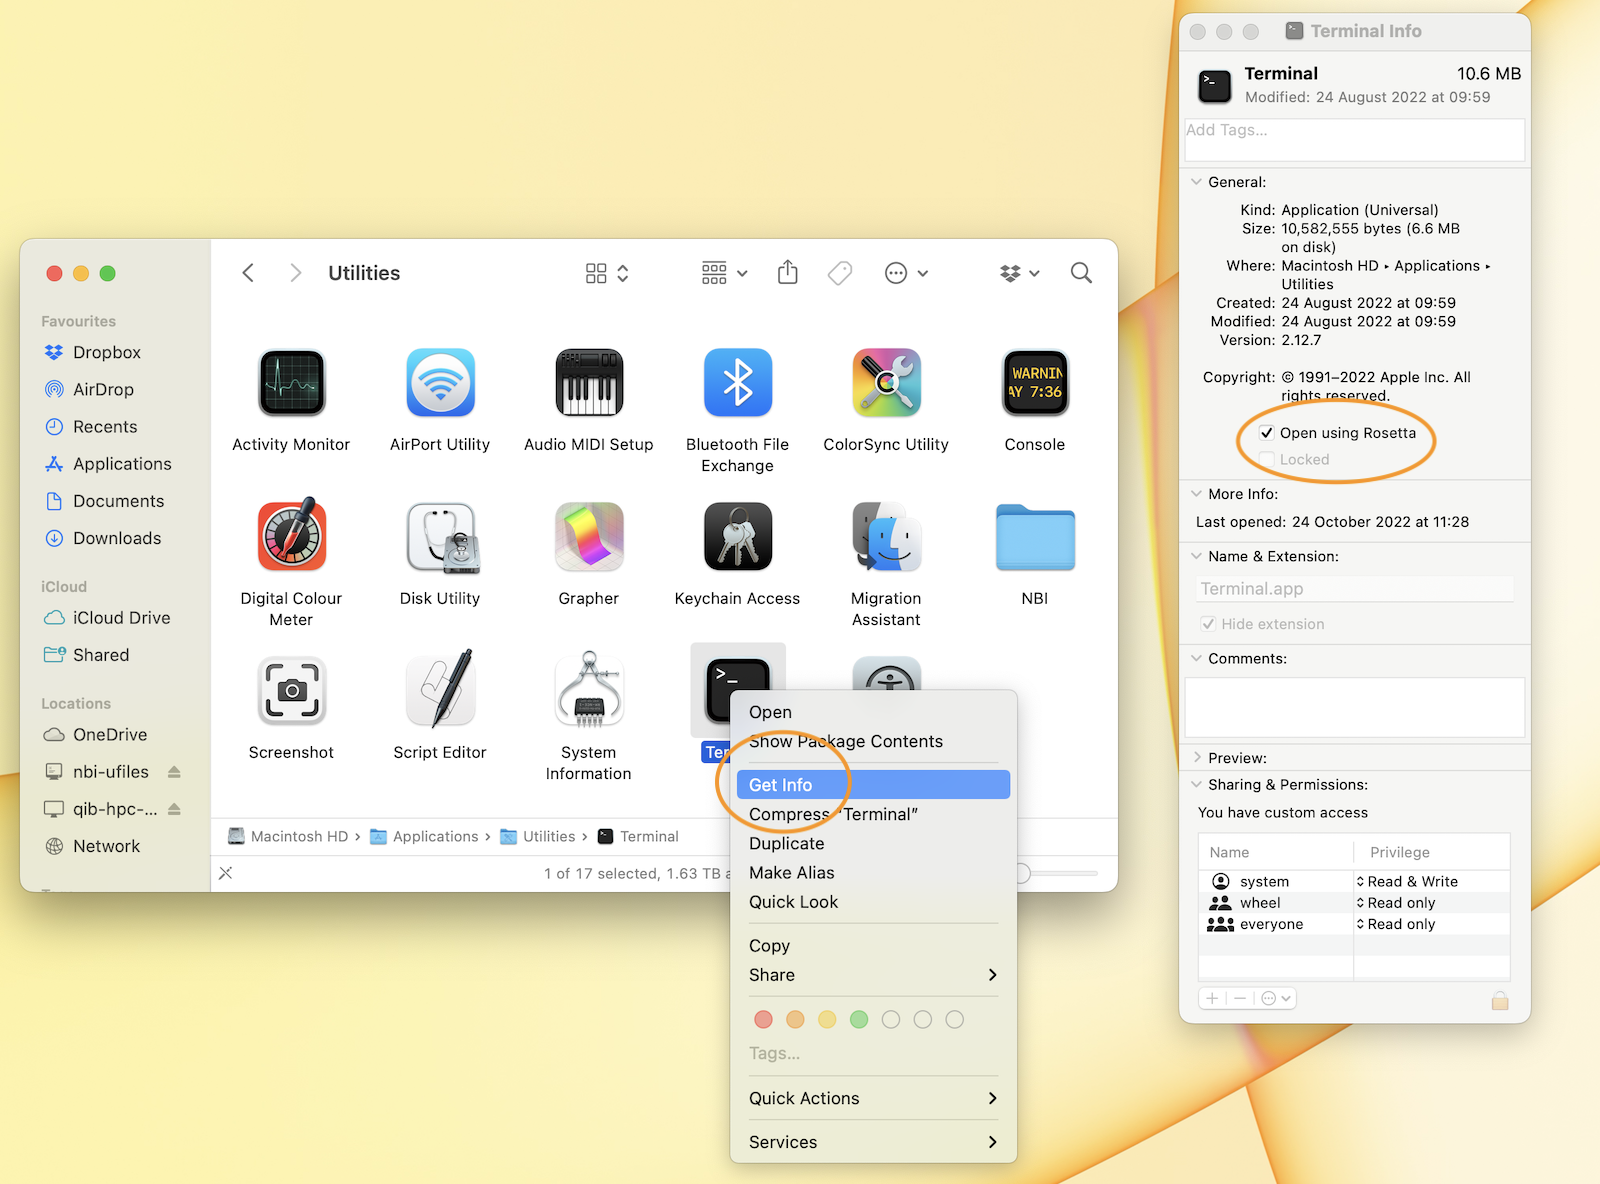 Utilities
Favourites
Dropbox
AirDrop
Recents
Applications
Documents
Downloads
iCloud
iCloud Drive
Shared
Locations
OneDrive
nbi-ufiles
qib-hpc-...
Network
WARNIN
AY 7:36
Activity Monitor
AirPort Utility
Audio MIDI Setup
Bluetooth File
Exchange
ColorSync Utility
Console
Digital Colour
Meter
Disk Utility
Grapher
Keychain Access
Migration
Assistant
NBI
>_
Screenshot
Script Editor
System
Information
Ter
Macintosh HD › Applications › Utilities › Terminal
1 of 17 selected, 1.63 TB a
Open
Show Package Contents
Get Info
Compress “Terminal”
Duplicate
Make Alias
Quick Look
Copy
Share
Tags...
Quick Actions
Services
Terminal Info
Terminal 10.6 MB
Modified: 24 August 2022 at 09:59
Add Tags...
General:
Kind: Application (Universal)
Size: 10,582,555 bytes (6.6 MB
on disk)
Where: Macintosh HD ▸ Applications ▸
Utilities
Created: 24 August 2022 at 09:59
Modified: 24 August 2022 at 09:59
Version: 2.12.7
Copyright: © 1991–2022 Apple Inc. All
rights reserved.
Open using Rosetta
Locked
More Info:
Last opened: 24 October 2022 at 11:28
Name & Extension:
Terminal.app
Hide extension
Comments:
Preview:
Sharing & Permissions:
You have custom access
Name Privilege
system Read & Write
wheel Read only
everyone Read only